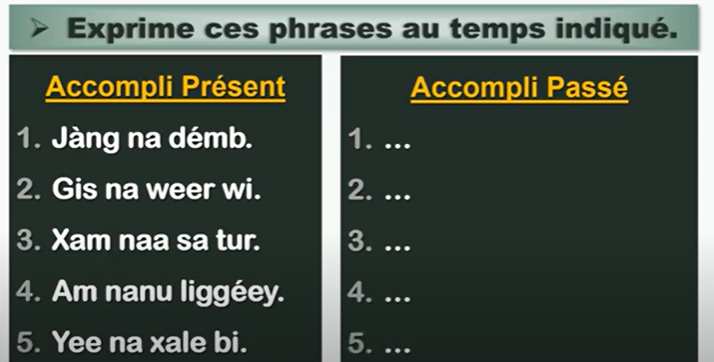 ➤ Exprime ces phrases au temps indiqué.
Accompli Présent
1. Jàng na démb.
2. Gis na weer wi.
3. Xam naa sa tur.
4. Am nanu liggéey.
5. Yee na xale bi.
Accompli Passé
1. ...
2. ...
3. ...
4. ...
5. ...